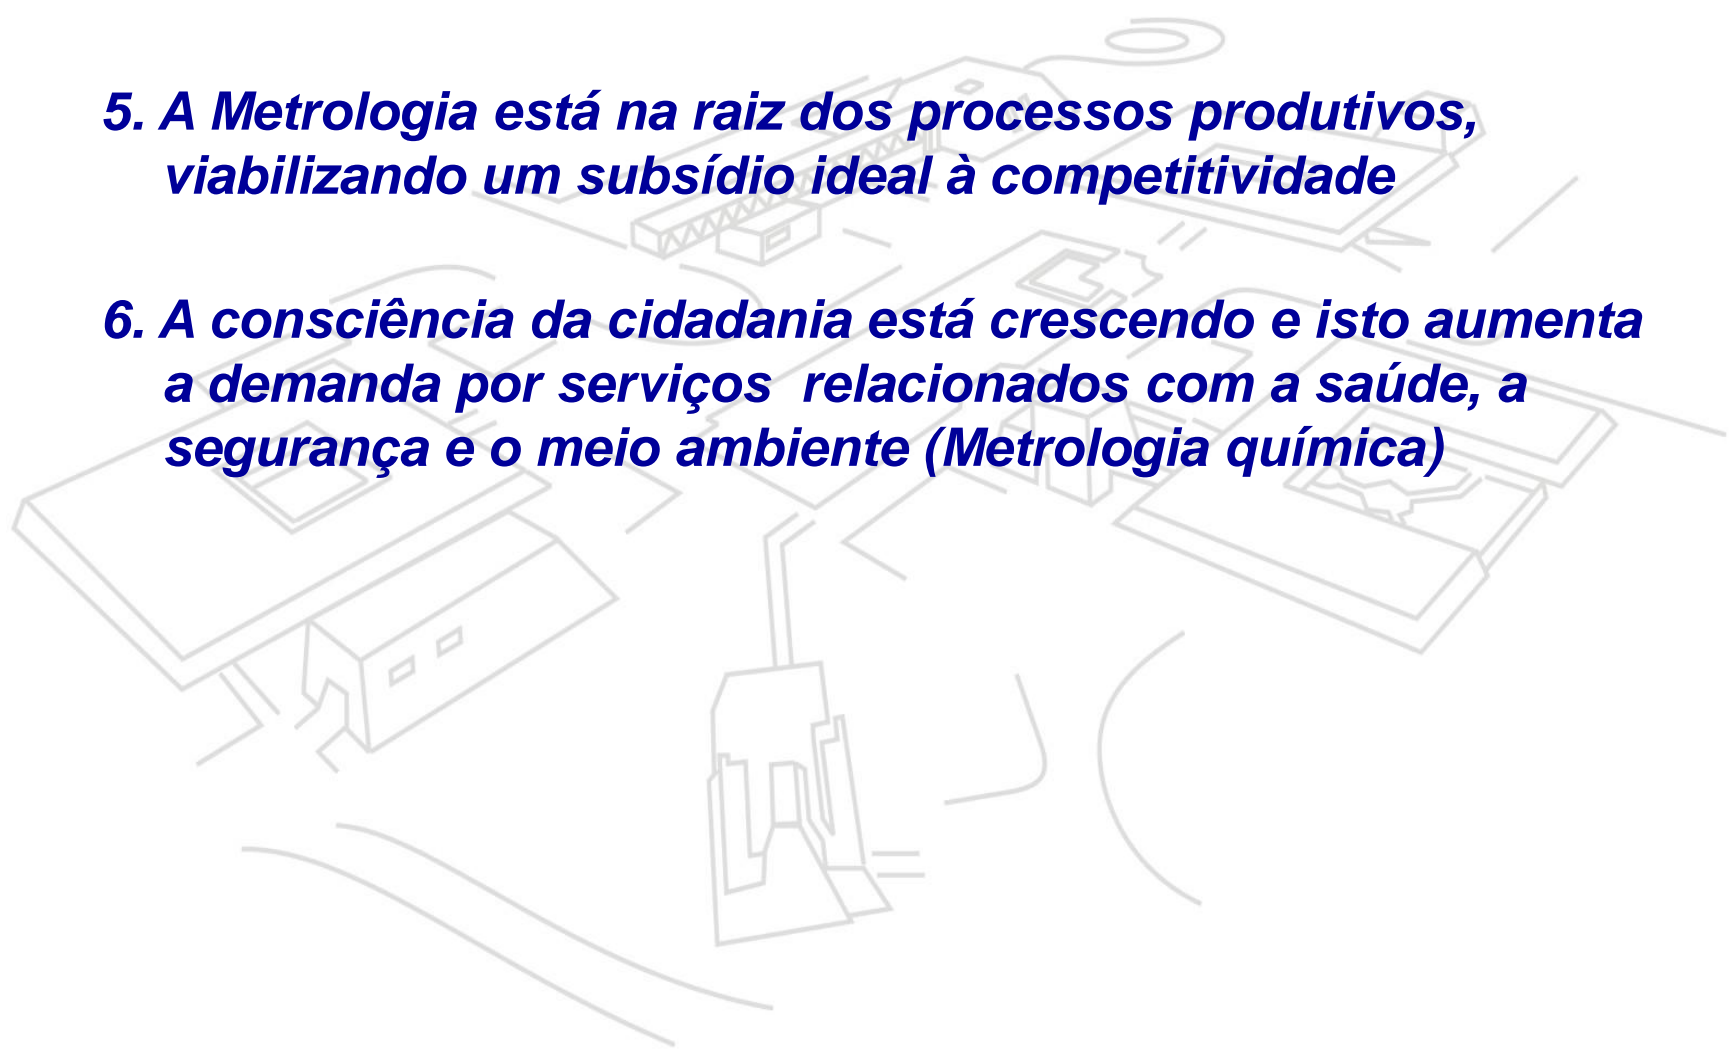 5. A Metrologia está na raiz dos processos produtivos,
viabilizando um subsídio ideal à competitividade
6. A consciência da cidadania está crescendo e isto aumenta
a demanda por serviços  relacionados com a saúde, a
segurança e o meio ambiente (Metrologia química)